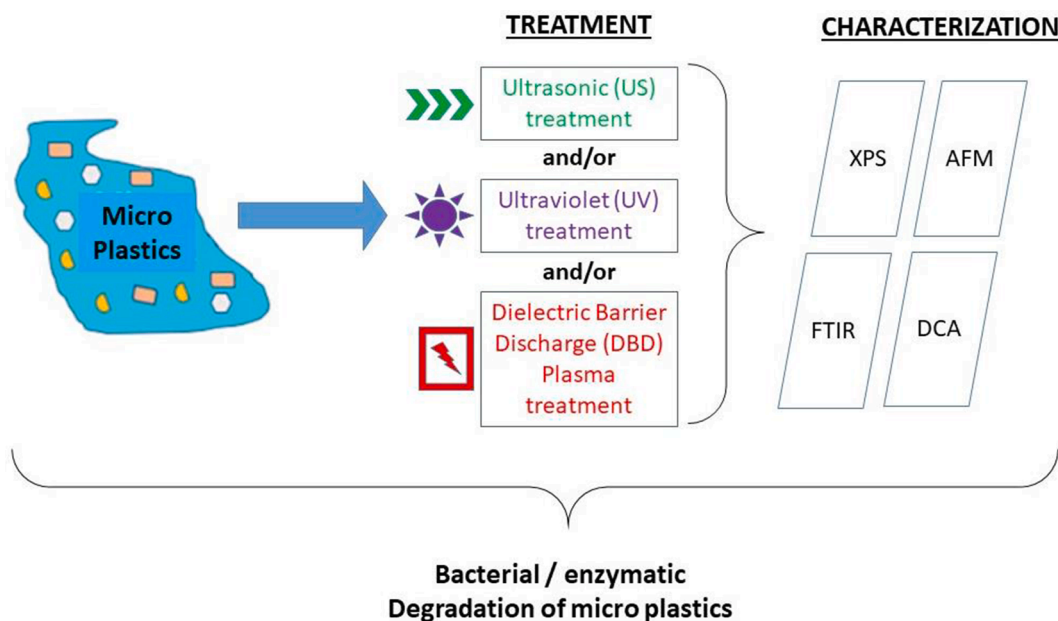 TREATMENT
CHARACTERIZATION
Micro
Plastics
Ultrasonic (US)
treatment
and/or
Ultraviolet (UV)
treatment
and/or
Dielectric Barrier
Discharge (DBD)
Plasma
treatment
XPS
AFM
FTIR
DCA
Bacterial / enzymatic
Degradation of micro plastics